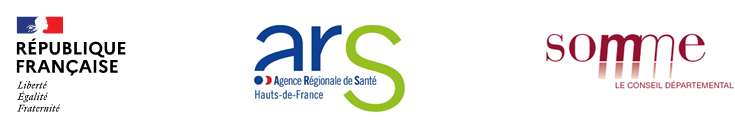 RÉPUBLIQUE
FRANÇAISE
Liberté
Égalité
Fraternité
ars
Agence Régionale de Santé
Hauts-de-France
somme
LE CONSEIL DÉPARTEMENTAL